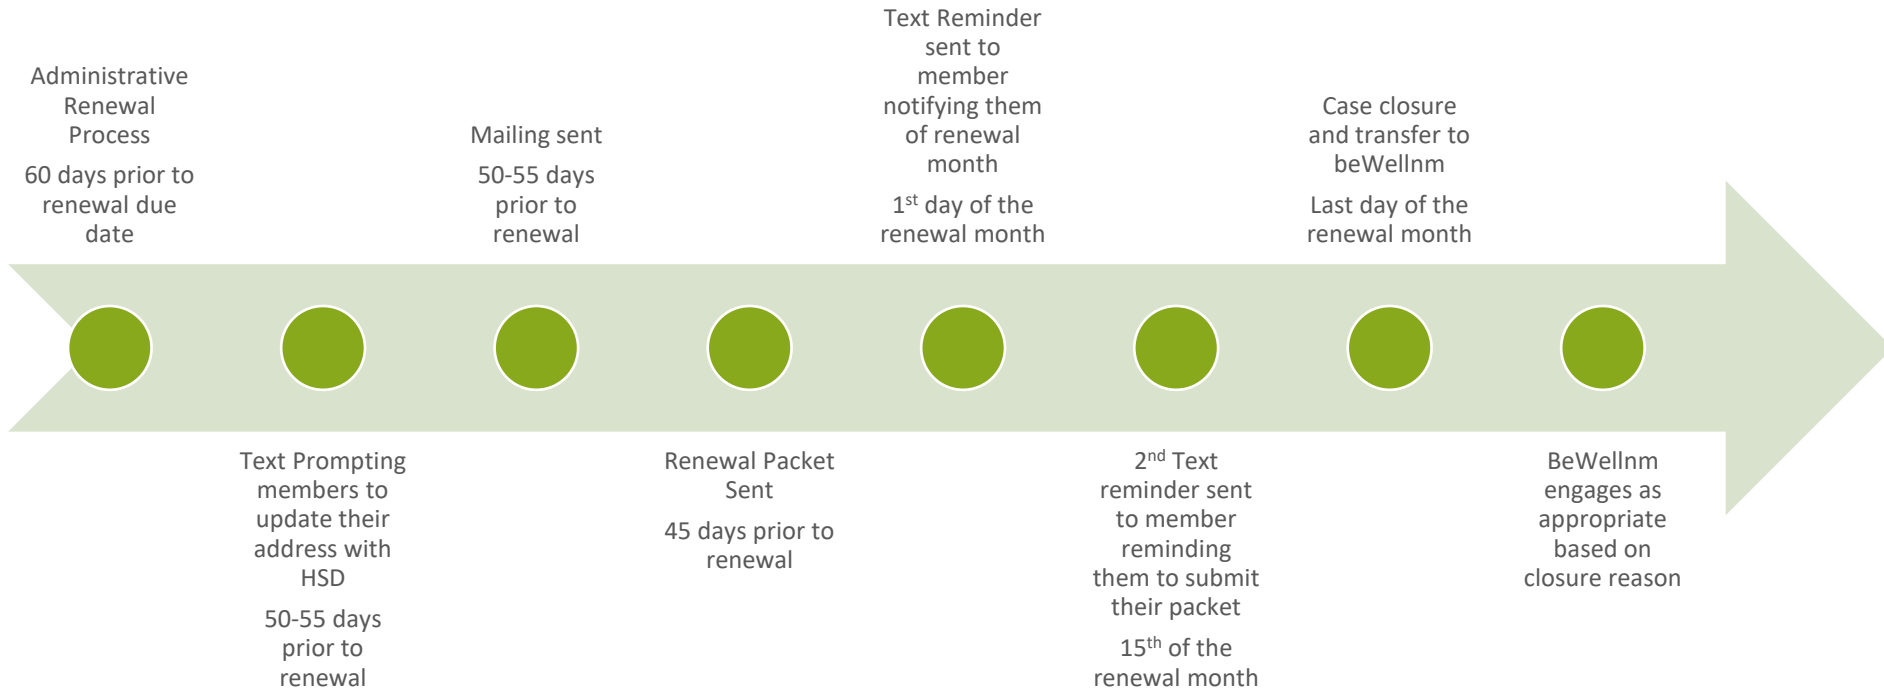 Administrative
Renewal
Process
60 days prior to
renewal due
date
Text Prompting
members to
update their
address with
HSD
50-55 days
prior to
renewal
Mailing sent
50-55 days
prior to
renewal
Renewal Packet
Sent
45 days prior to
renewal
Text Reminder
sent to
member
notifying them
of renewal
month
1st day of the
renewal month
2nd Text
reminder sent
to member
reminding
them to submit
their packet
15th of the
renewal month
Case closure
and transfer to
beWellnm
Last day of the
renewal month
BeWellnm
engages as
appropriate
based on
closure reason